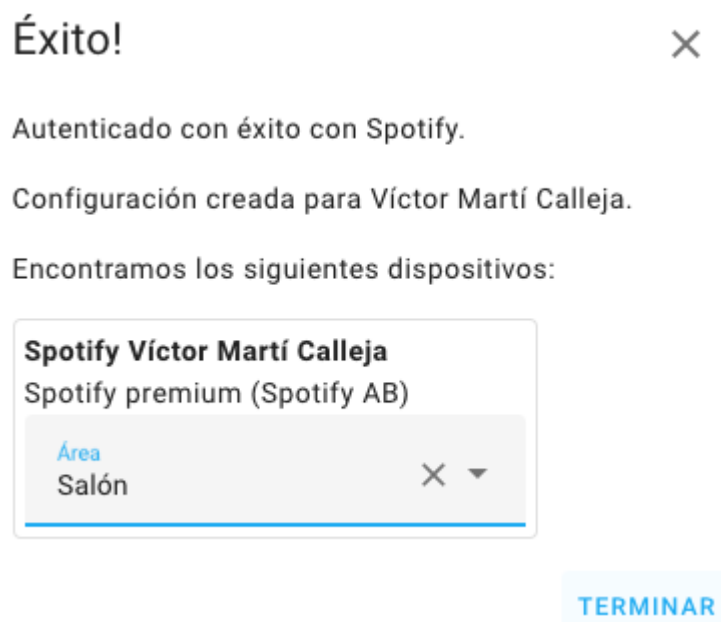 Éxito!
Autenticado con éxito con Spotify.
Configuración creada para Víctor Martí Calleja.
Encontramos los siguientes dispositivos:
Spotify Víctor Martí Calleja
Spotify premium (Spotify AB)
Área
Salón
TERMINAR